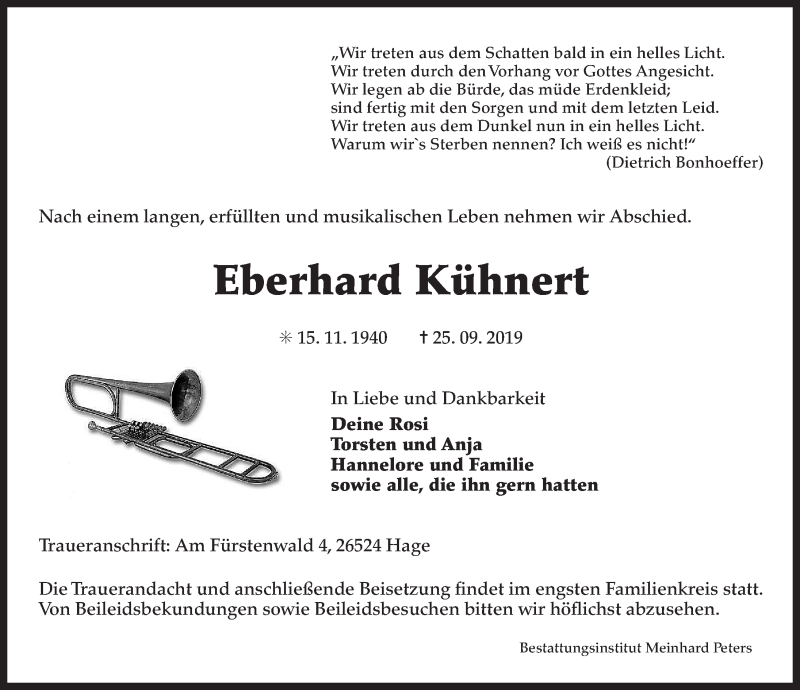 „Wir treten aus dem Schatten bald in ein helles Licht.
Wir treten durch den Vorhang vor Gottes Angesicht.
Wir legen ab die Bürde, das müde Erdenkleid;
sind fertig mit den Sorgen und mit dem letzten Leid.
Wir treten aus dem Dunkel nun in ein helles Licht.
Warum wir`s Sterben nennen? Ich weiß es nicht!“
(Dietrich Bonhoeffer)
Nach einem langen, erfüllten und musikalischen Leben nehmen wir Abschied.
Eberhard Kühnert
✳ 15. 11. 1940 † 25. 09. 2019
In Liebe und Dankbarkeit
Deine Rosi
Torsten und Anja
Hannelore und Familie
sowie alle, die ihn gern hatten
Traueranschrift: Am Fürstenwald 4, 26524 Hage
Die Trauerandacht und anschließende Beisetzung findet im engsten Familienkreis statt.
Von Beileidsbekundungen sowie Beileidsbesuchen bitten wir höflichst abzusehen.
Bestattungsinstitut Meinhard Peters